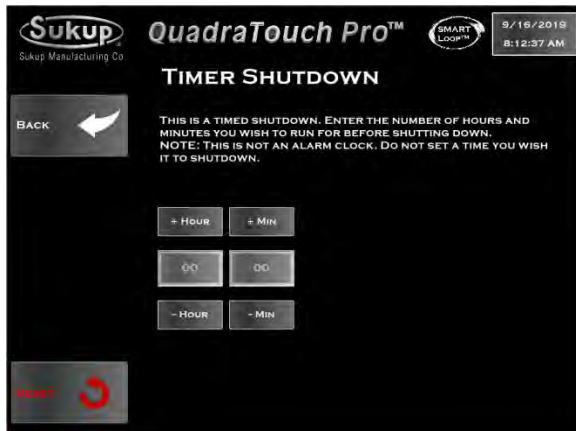 Sukup
Sukup Manufacturing Co
QuadraTouch Pro™
SMART
LOOP™
9/16/2019
8:12:37 AM
TIMER SHUTDOWN
BACK
THIS IS A TIMED SHUTDOWN. ENTER THE NUMBER OF HOURS AND
MINUTES YOU WISH TO RUN FOR BEFORE SHUTTING DOWN.
NOTE: THIS IS NOT AN ALARM CLOCK. DO NOT SET A TIME YOU WISH
IT TO SHUTDOWN.
+ HOUR
+ MIN
00
00
- HOUR
- MIN
RESET